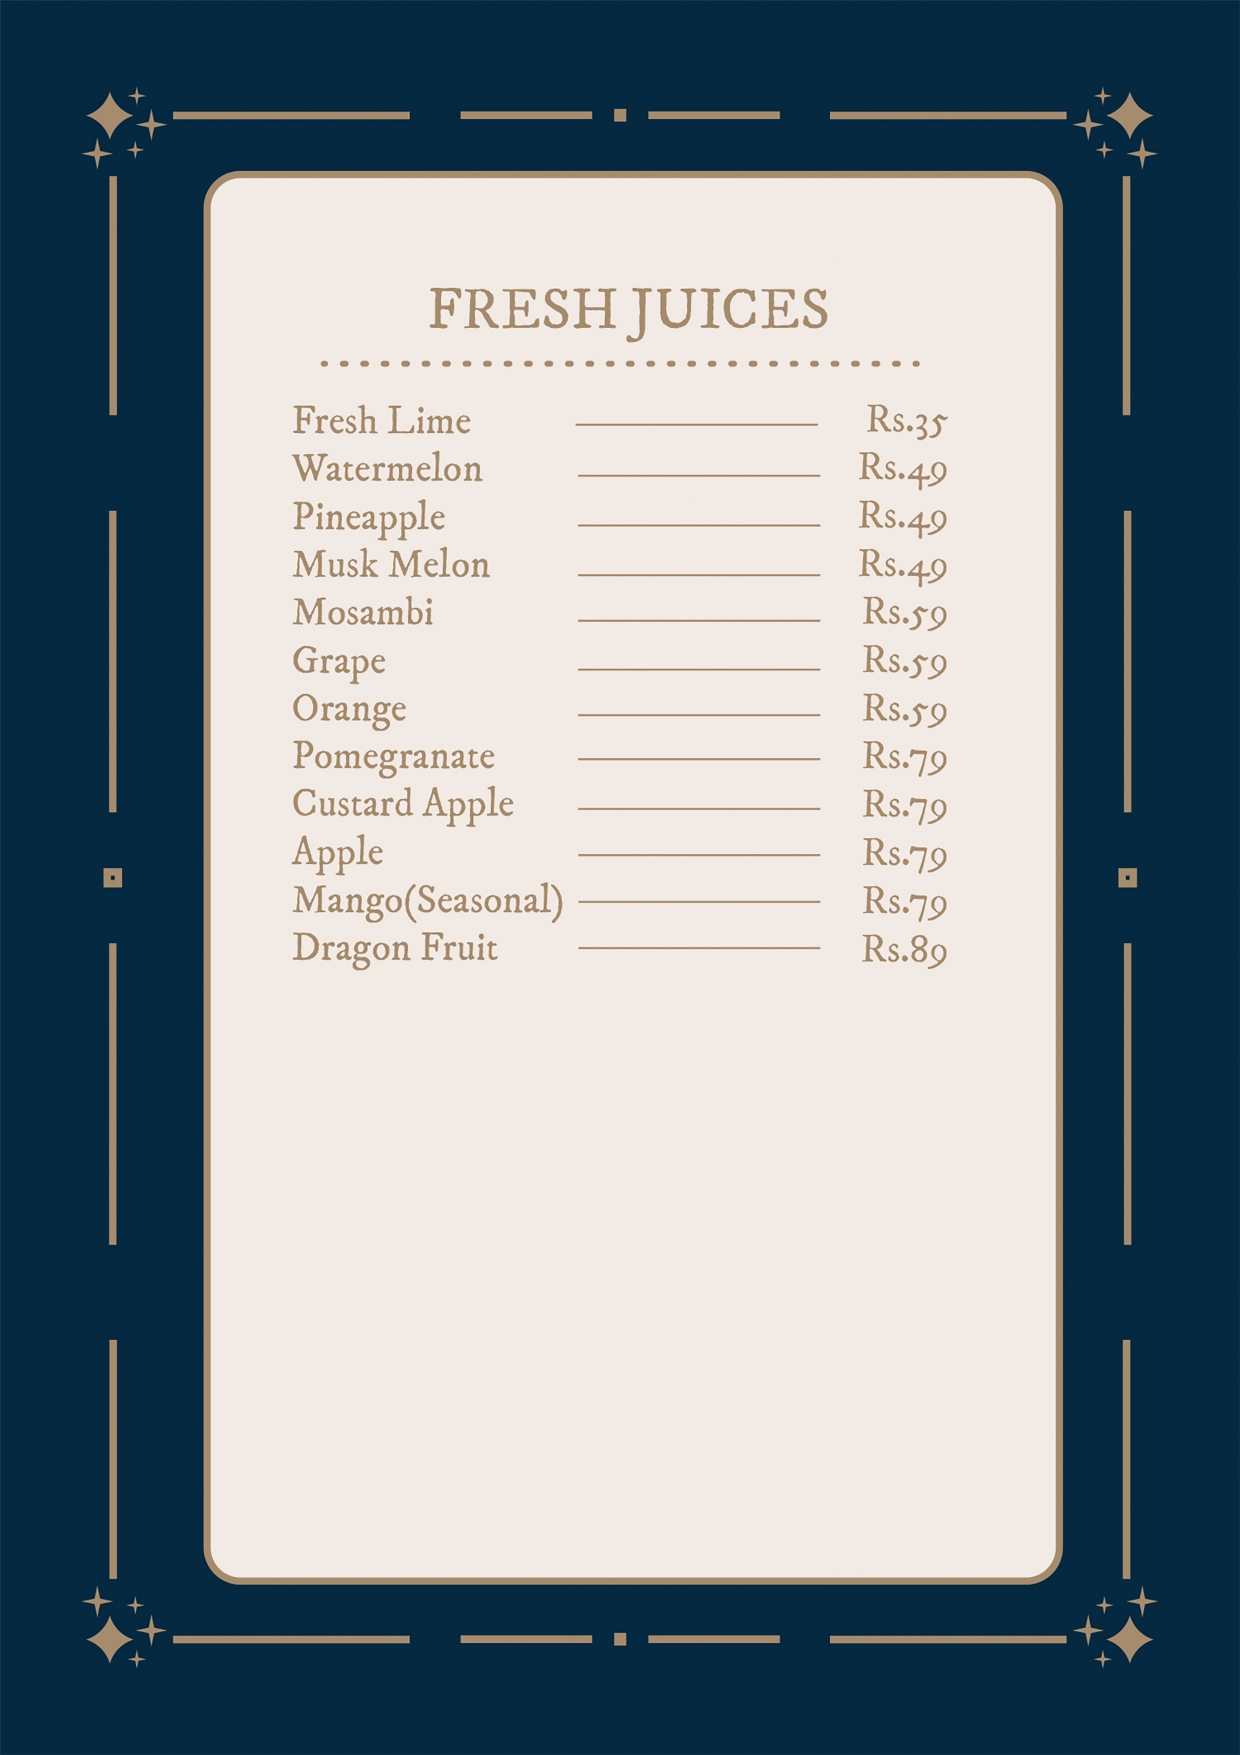 FRESH JUICES
Fresh Lime Rs.35
Watermelon Rs.49
Pineapple Rs.49
Musk Melon Rs.49
Mosambi Rs.59
Grape Rs.59
Orange Rs.59
Pomegranate Rs.79
Custard Apple Rs.79
Apple Rs.79
Mango(Seasonal) Rs.79
Dragon Fruit Rs.89